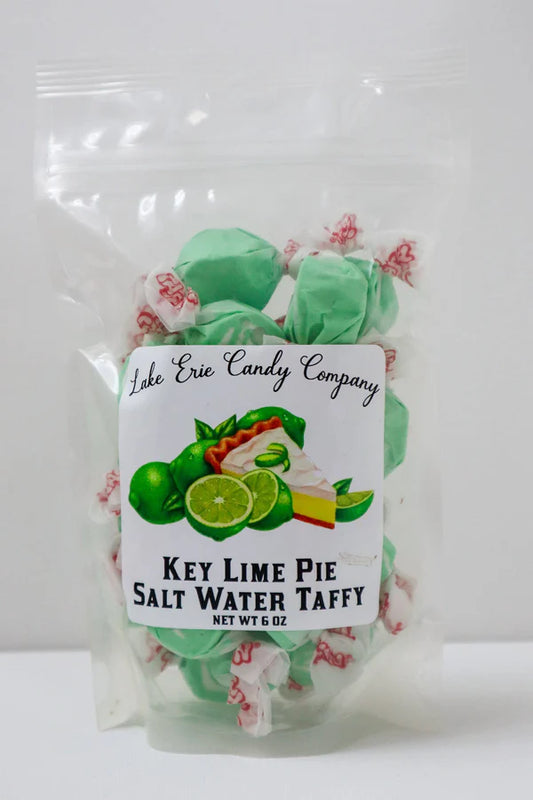 Lake Erie Candy Company
Key Lime Pie
Salt Water Taffy
NET WT 6 OZ